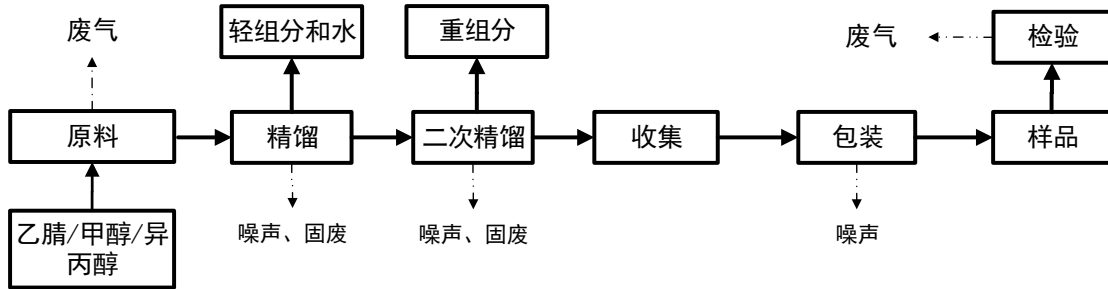 废气
轻组分和水
重组分
废气
检验
原料
精馏
二次精馏
收集
包装
样品
乙腈/甲醇/异
丙醇
噪声、固废
噪声、固废
噪声